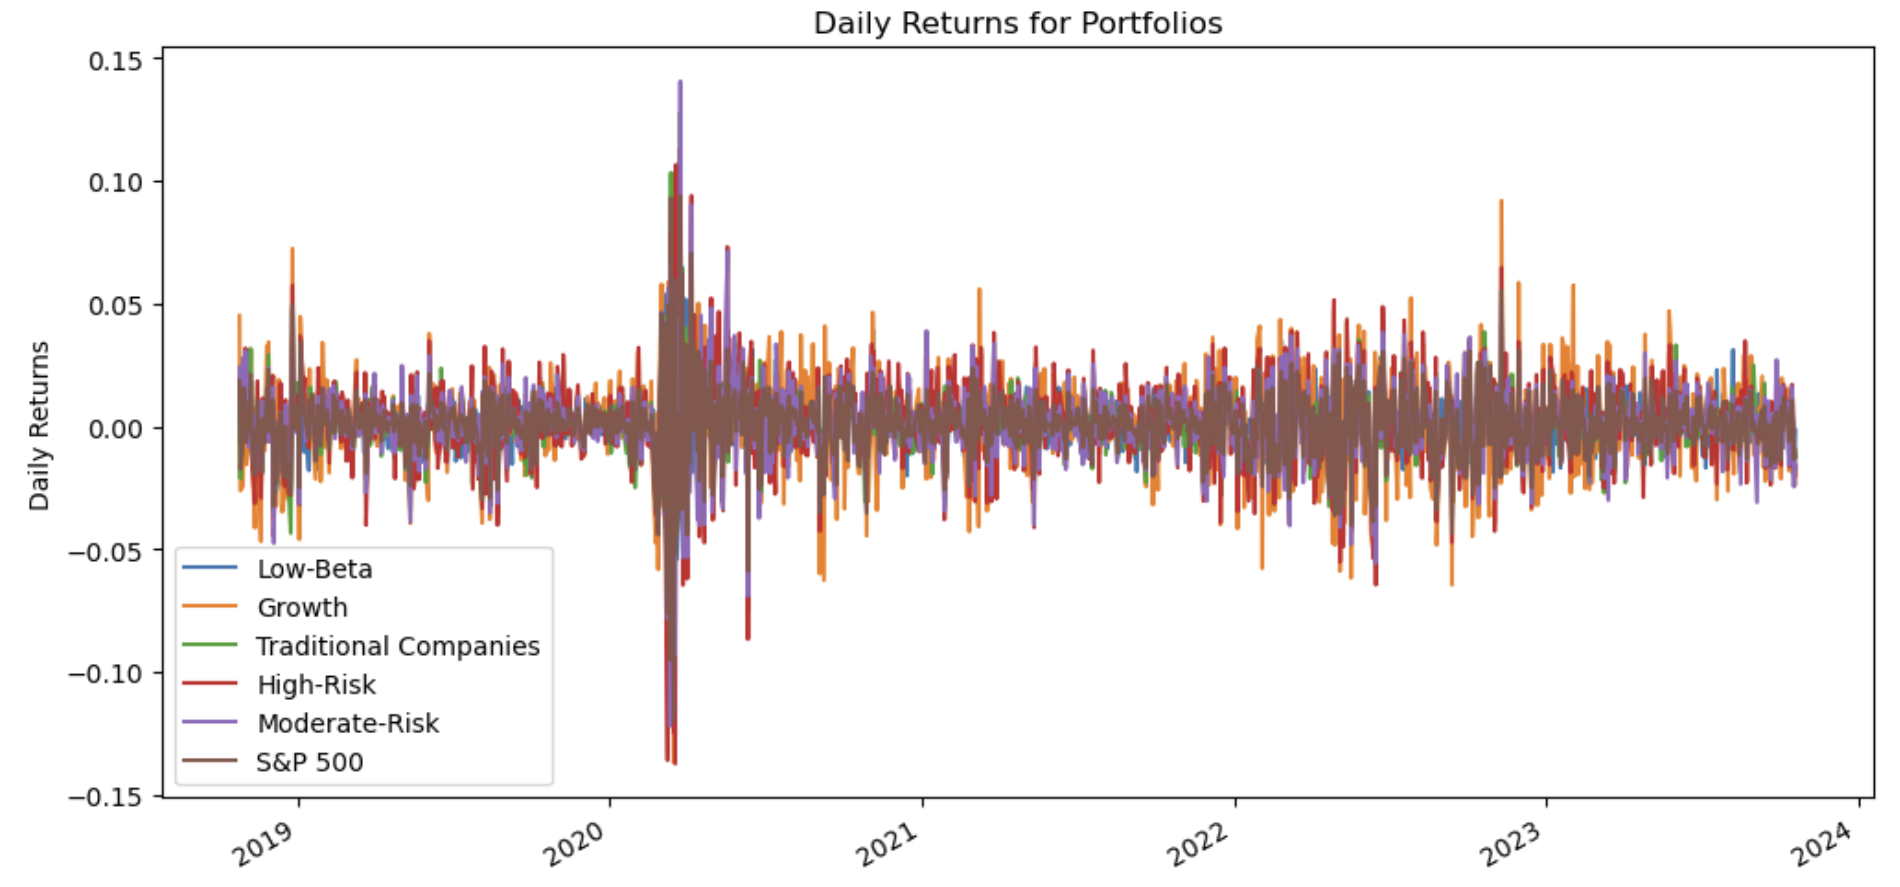 Daily Returns for Portfolios
0.15
0.10
0.05
0.00
−0.05
−0.10
−0.15
Daily Returns
Low-Beta
Growth
Traditional Companies
High-Risk
Moderate-Risk
S&P 500
2019
2020
2021
2022
2023
2024